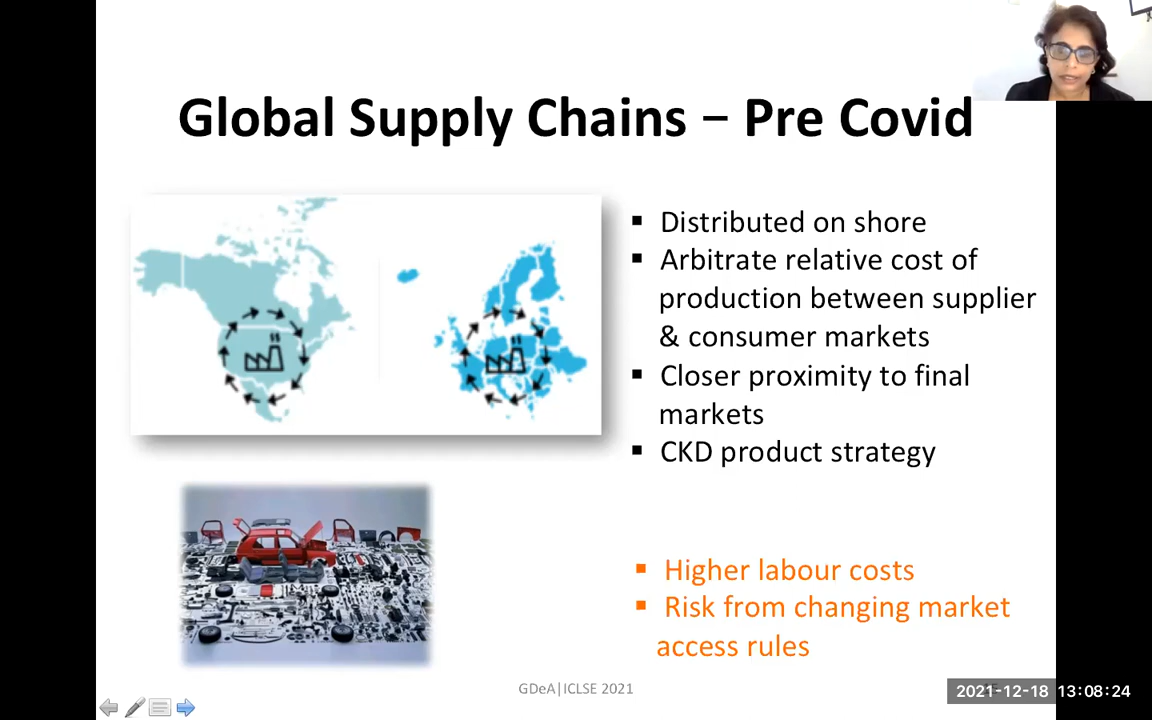 Global Supply Chains – Pre Covid
▪ Distributed on shore
▪ Arbitrate relative cost of
production between supplier
& consumer markets
▪ Closer proximity to final
markets
▪ CKD product strategy
▪ Higher labour costs
▪ Risk from changing market
access rules
GDeA|ICLSE 2021
2021-12-18 13:08:24